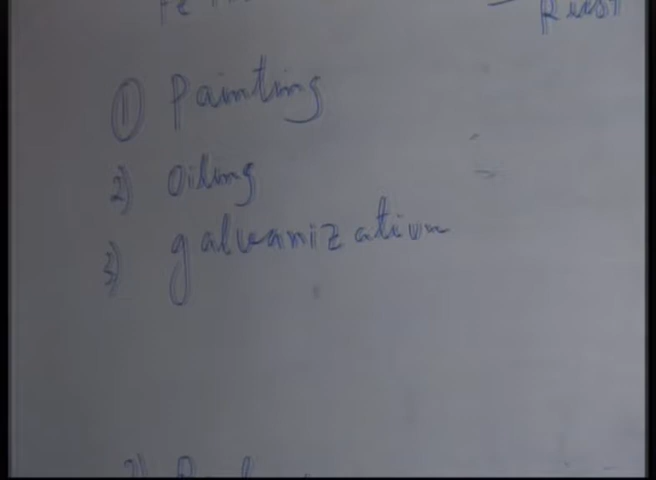 Rust
① Painting
2) Oiling
3) galvanization